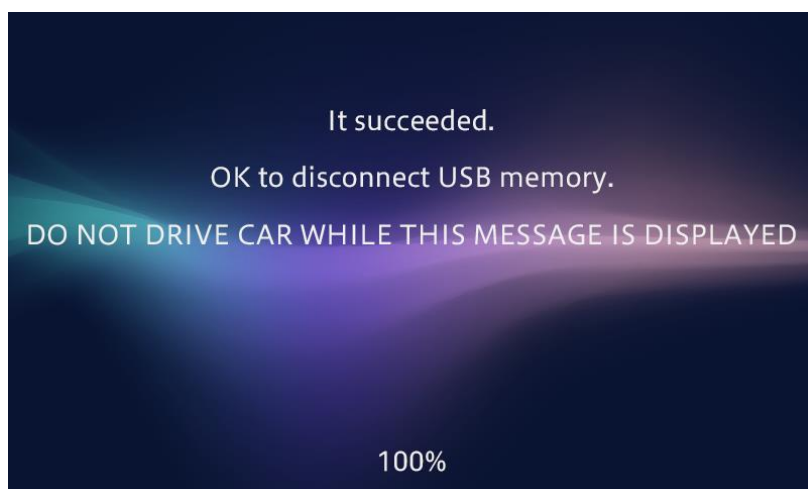 It succeeded.
OK to disconnect USB memory.
DO NOT DRIVE CAR WHILE THIS MESSAGE IS DISPLAYED
100%